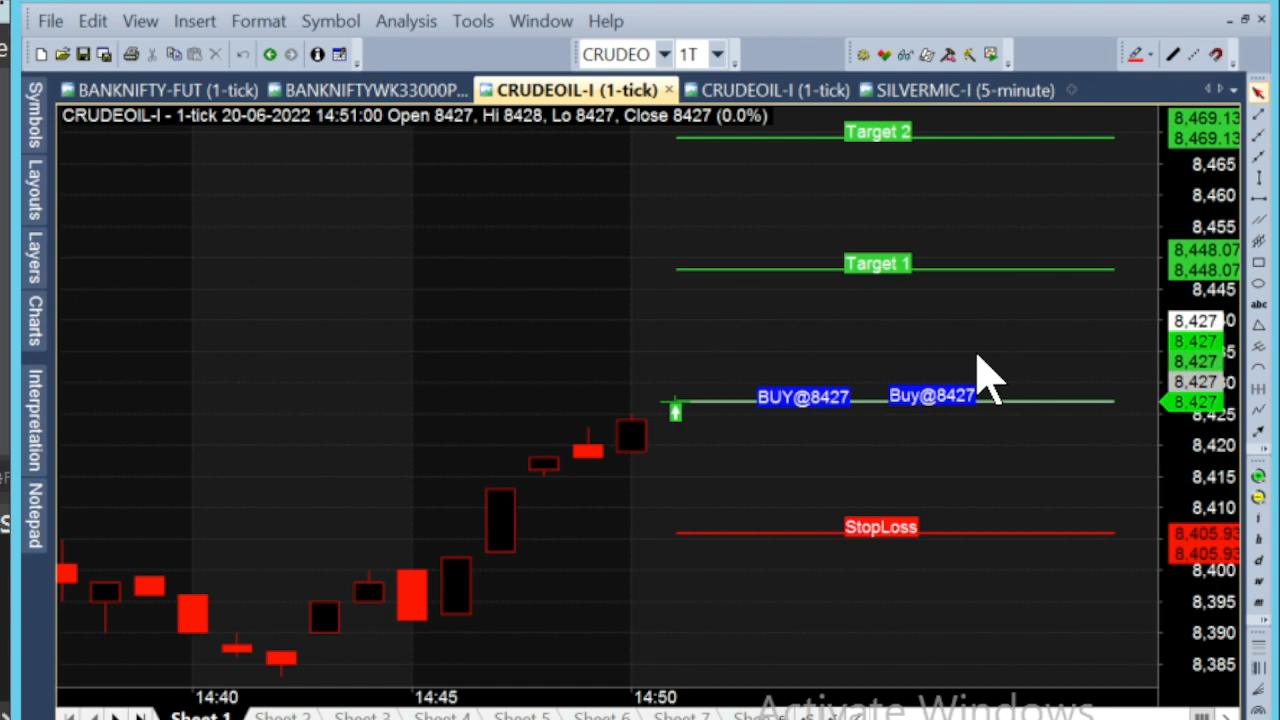 File Edit View Insert Format Symbol Analysis Tools Window Help
CRUDEO 1T
BANKNIFTY-FUT (1-tick) BANKNIFTYWK33000P... CRUDEOIL-I (1-tick) CRUDEOIL-I (1-tick) SILVERMIC-I (5-minute)
CRUDEOIL-I - 1-tick 20-06-2022 14:51:00 Open 8427, Hi 8428, Lo 8427, Close 8427 (0.0%)
Symbols
Layouts
Layers
Charts
Interpretation
Notepad
Target 2
Target 1
BUY@8427 Buy@8427
StopLoss
8,469.13
8,469.13
8,465
8,460
8,455
8,448.07
8,448.07
8,445
8,427
8,427
8,427
8,427
8,427
8,420
8,415
8,410
8,405.93
8,405.93
8,400
8,395
8,390
8,385
abc
14:40 14:45 14:50
Sheet 1 Sheet 2 Sheet 3 Sheet 4 Sheet 5 Sheet 6 Sheet 7
Activate Windows